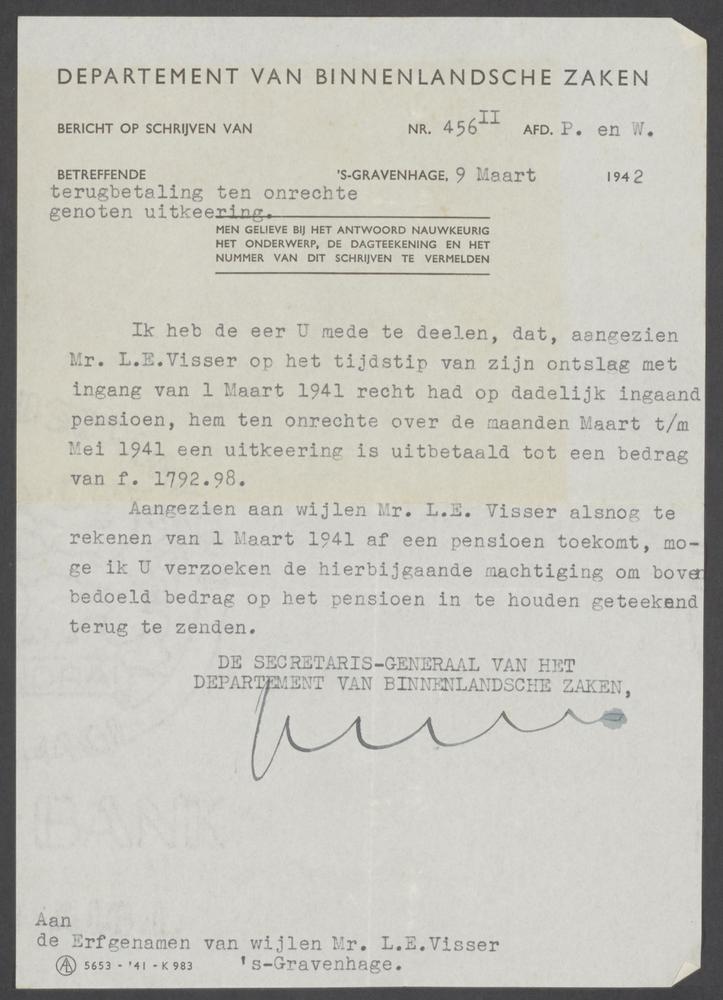 DEPARTEMENT VAN BINNENLANDSCHE ZAKEN
BERICHT OP SCHRIJVEN VAN NR. 456II AFD. P. en W.
BETREFFENDE 'S-GRAVENHAGE, 9 Maart 1942
terugbetaling ten onrechte
genoten uitkeering.
MEN GELIEVE BIJ HET ANTWOORD NAUWKEURIG
HET ONDERWERP, DE DAGTEEKENING EN HET
NUMMER VAN DIT SCHRIJVEN TE VERMELDEN
Ik heb de eer U mede te deelen, dat, aangezien
Mr. L.E.Visser op het tijdstip van zijn ontslag met
ingang van 1 Maart 1941 recht had op dadelijk ingaand
pensioen, hem ten onrechte over de maanden Maart t/m
Mei 1941 een uitkeering is uitbetaald tot een bedrag
van f. 1792.98.
Aangezien aan wijlen Mr. L.E. Visser alsnog te
rekenen van 1 Maart 1941 af een pensioen toekomt, mo-
ge ik U verzoeken de hierbijgaande machtiging om boven
bedoeld bedrag op het pensioen in te houden geteekend
terug te zenden.
DE SECRETARIS-GENERAAL VAN HET
DEPARTEMENT VAN BINNENLANDSCHE ZAKEN,
Aan
de Erfgenamen van wijlen Mr. L.E.Visser
5653 - '41 - K 983 's-Gravenhage.